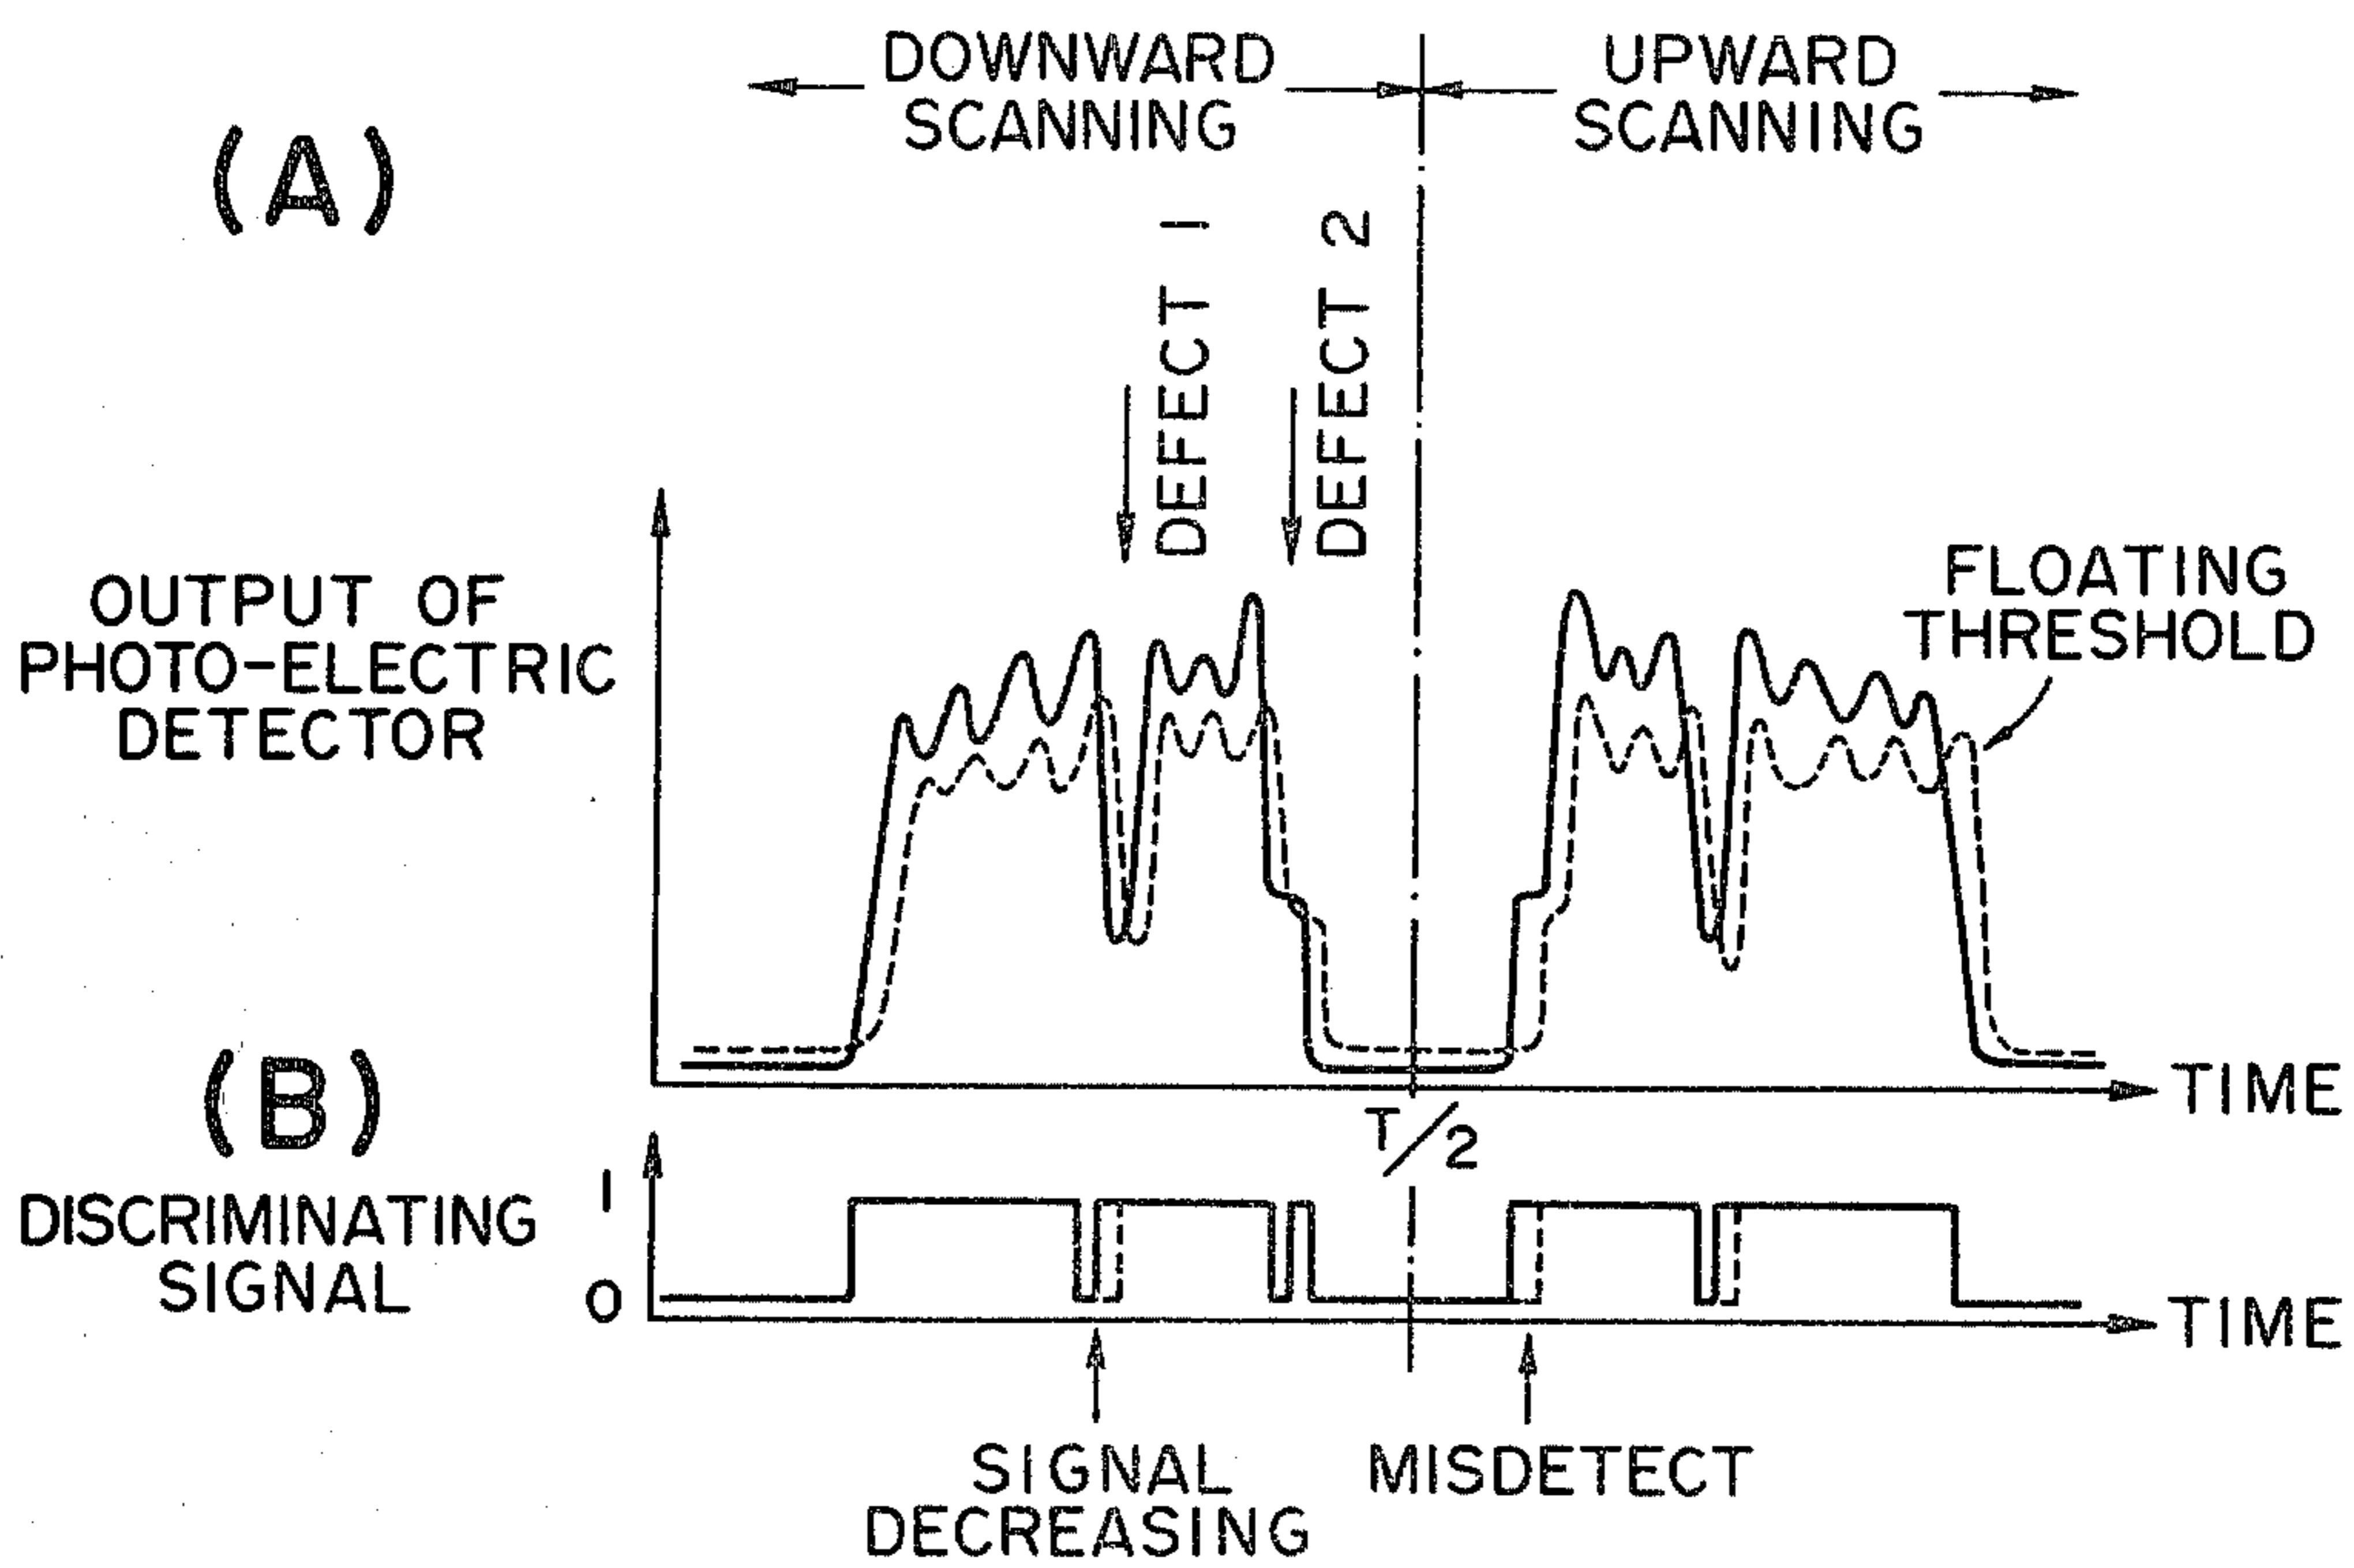 DOWNWARD
SCANNING
UPWARD
SCANNING
(A)
DEFECT 1
DEFECT 2
OUTPUT OF
PHOTO-ELECTRIC
DETECTOR
FLOATING
THRESHOLD
TIME
T/2
(B)
DISCRIMINATING
SIGNAL
1
0
TIME
SIGNAL
DECREASING
MISDETECT